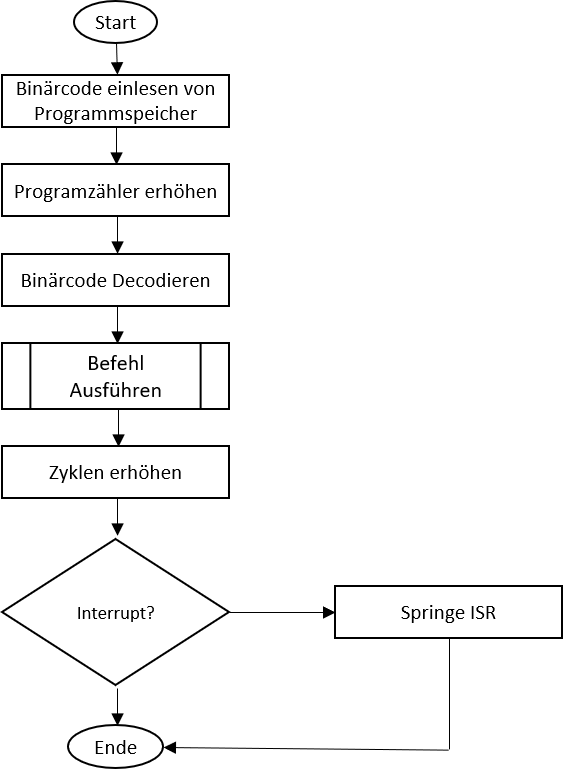 Start
Binärcode einlesen von
Programmspeicher
Programzähler erhöhen
Binärcode Decodieren
Befehl
Ausführen
Zyklen erhöhen
Interrupt?
Springe ISR
Ende